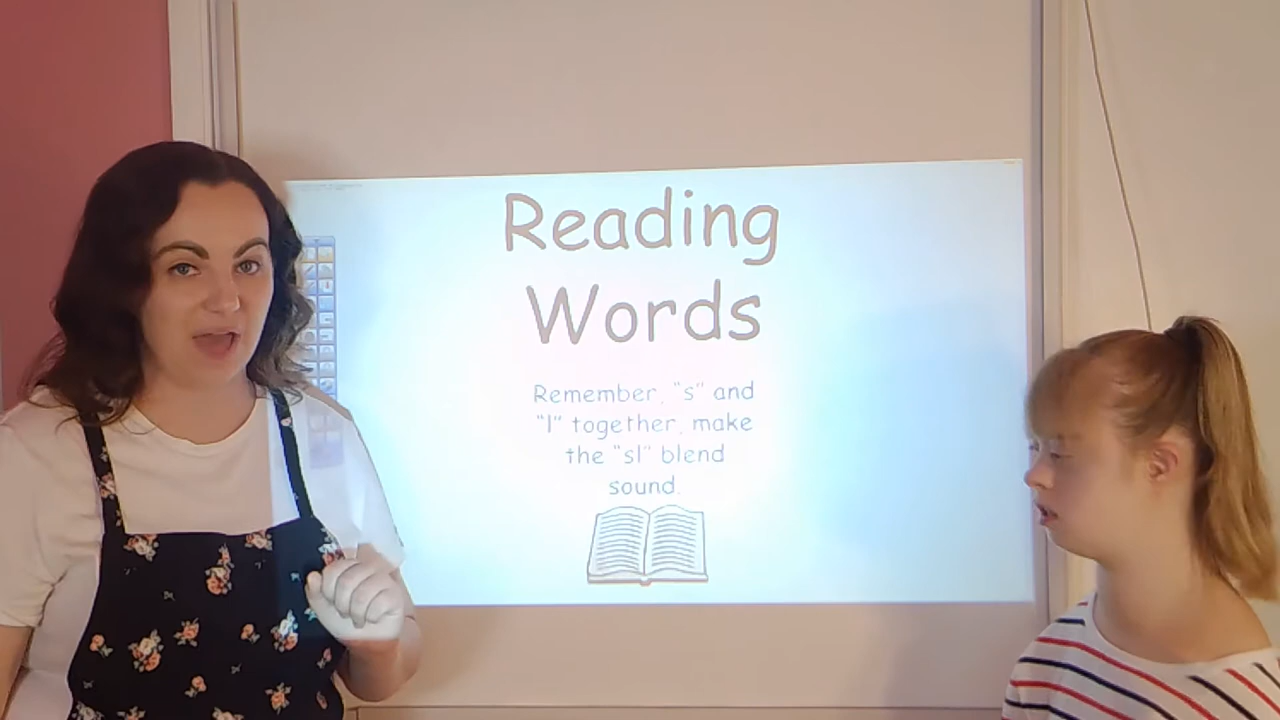 Reading
Words
Remember, "s" and
"l" together, make
the "sl" blend
sound.